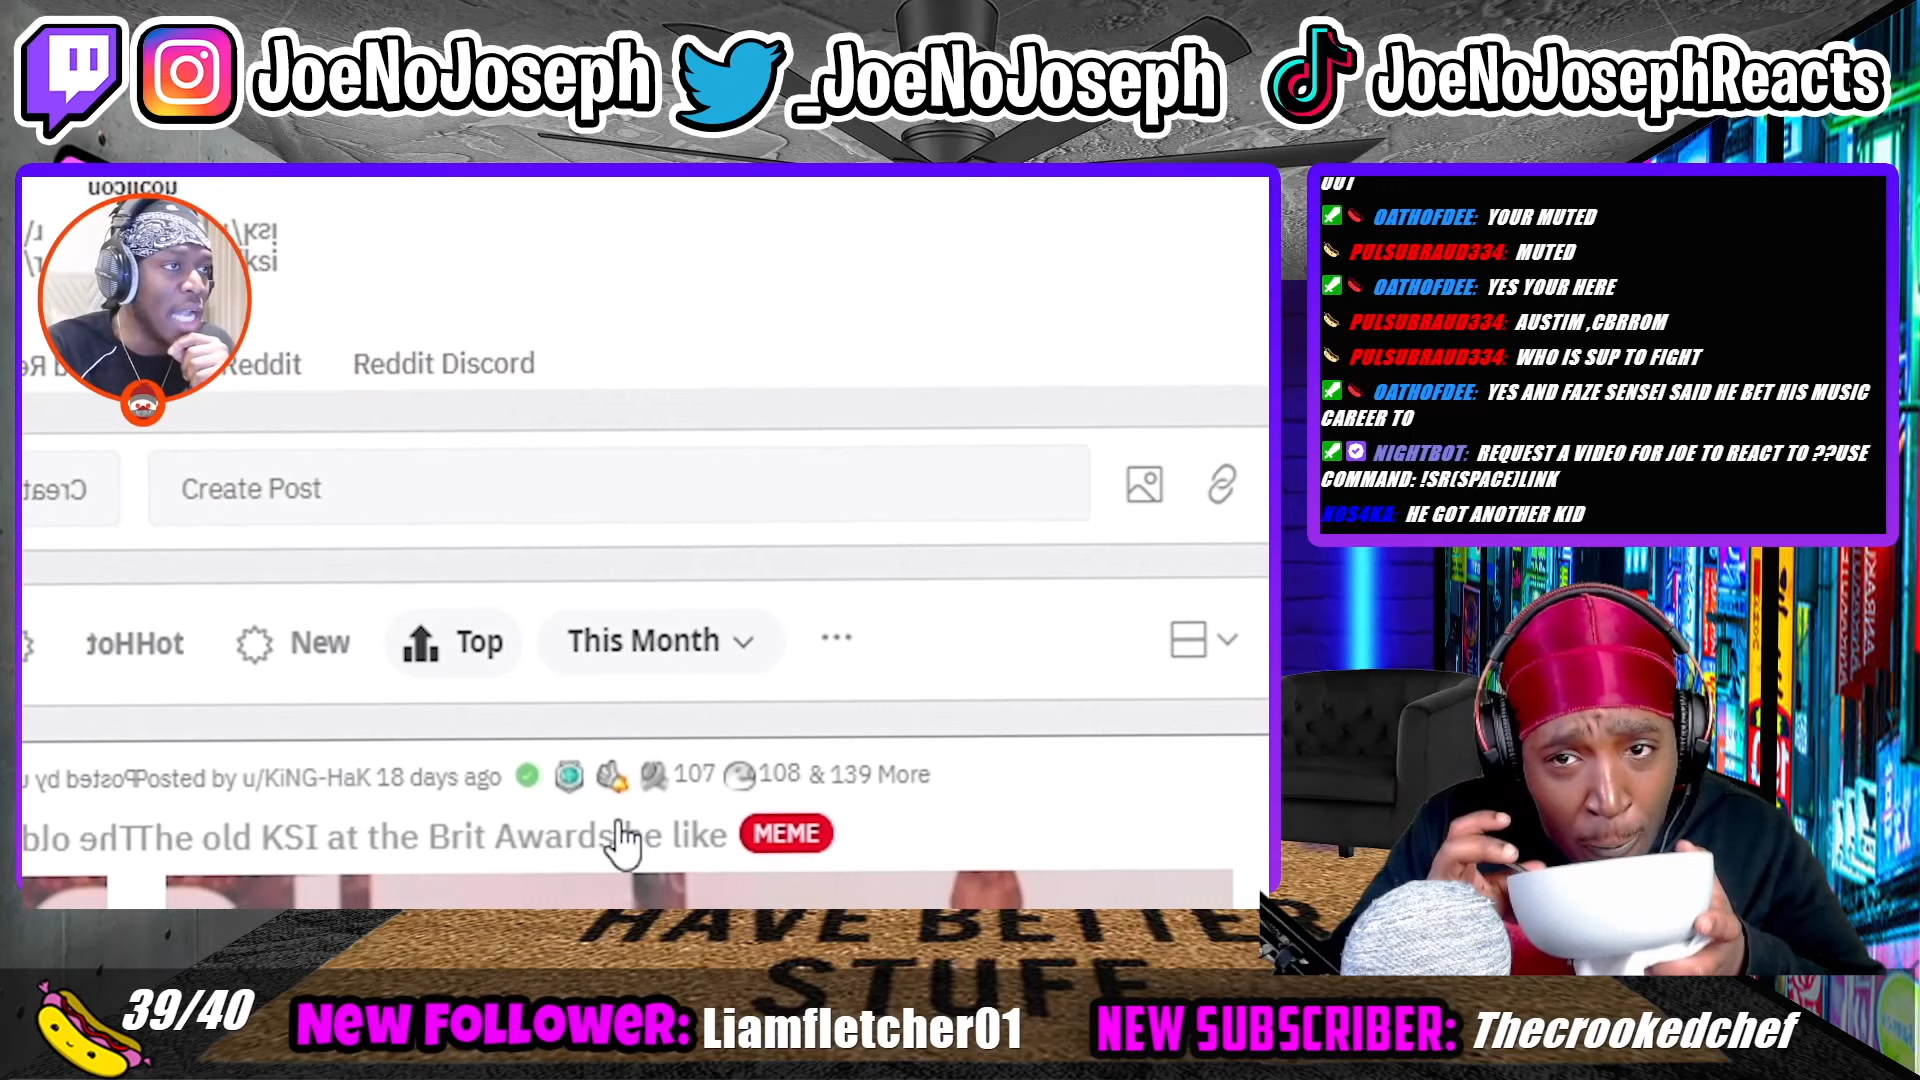 JoeNoJoseph
_JoeNoJoseph
JoeNoJosephReacts
Reddit Discord
Create Post
Hot
New
Top
This Month
Posted by u/KiNG-HaK 18 days ago
107
108 & 139 More
The old KSI at the Brit Awards be like
MEME
OUT
OATHOFDEE: YOUR MUTED
PULSUBRAUD334: MUTED
OATHOFDEE: YES YOUR HERE
PULSUBRAUD334: AUSTIM ,CBRROM
PULSUBRAUD334: WHO IS SUP TO FIGHT
OATHOFDEE: YES AND FAZE SENSEI SAID HE BET HIS MUSIC
CAREER TO
NIGHTBOT: REQUEST A VIDEO FOR JOE TO REACT TO ??USE
COMMAND: !SR(SPACE)LINK
NOS4KA: HE GOT ANOTHER KID
HAVE BETTER
STUFF
39/40
NEW FOLLOWER: Liamfletcher01
NEW SUBSCRIBER: Thecrookedchef